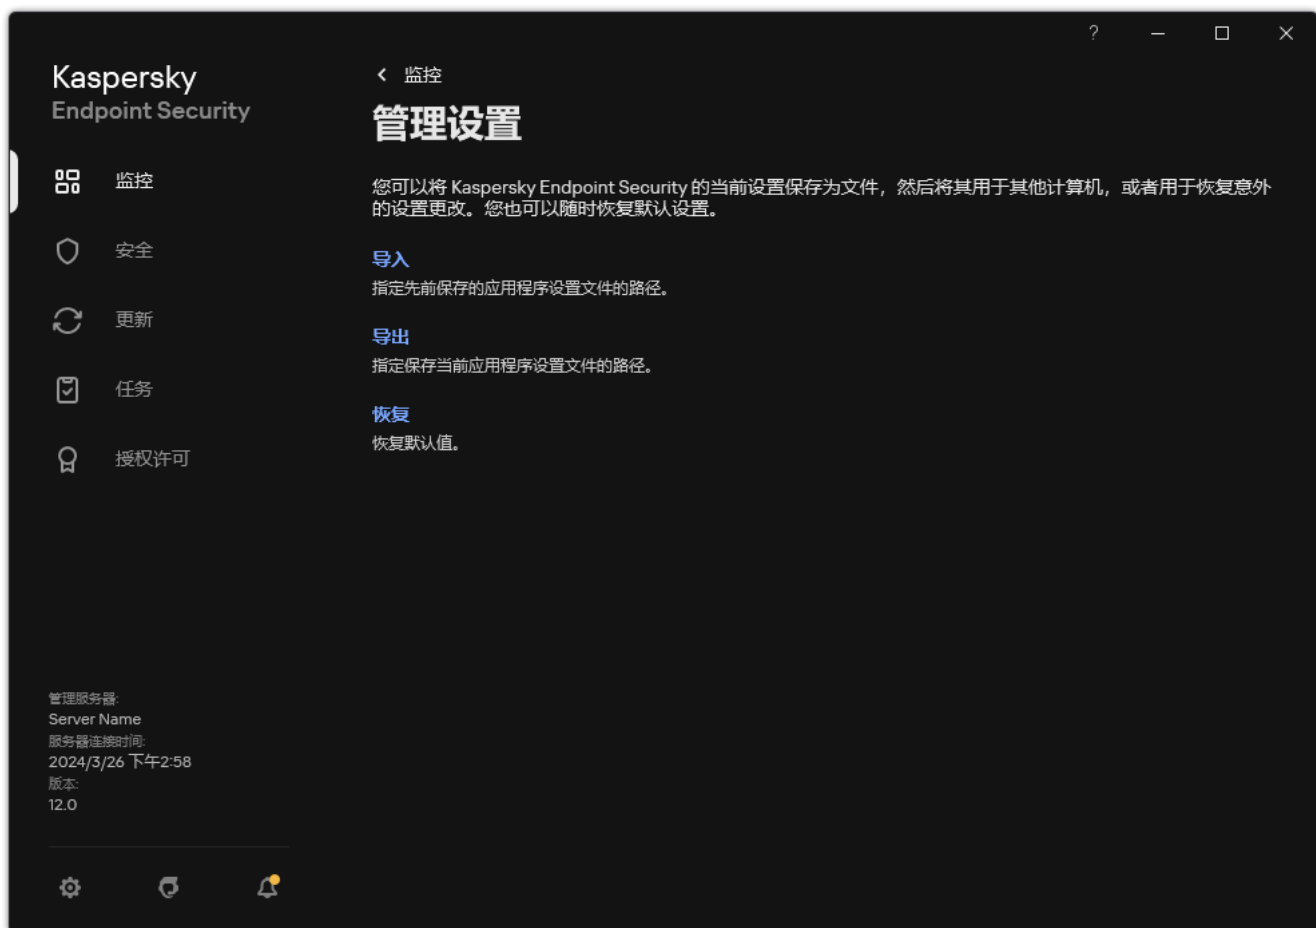 ?
Kaspersky
Endpoint Security
监控
安全
更新
任务
授权许可
管理服务器:
Server Name
服务器连接时间:
2024/3/26 下午2:58
版本:
12.0
监控
管理设置
您可以将 Kaspersky Endpoint Security 的当前设置保存为文件，然后将其用于其他计算机，或者用于恢复意外
的设置更改。您也可以随时恢复默认设置。
导入
指定先前保存的应用程序设置文件的路径。
导出
指定保存当前应用程序设置文件的路径。
恢复
恢复默认值。